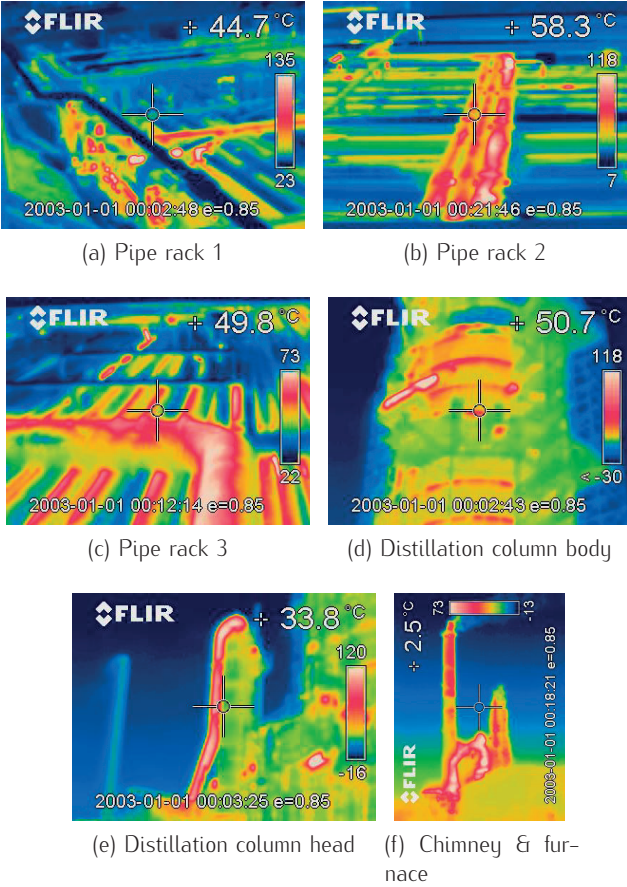 FLIR
44.7 °C
135
23
2003-01-01 00:02:48 e=0.85
(a) Pipe rack 1
FLIR
58.3 °C
118
7
2003-01-01 00:21:46 e=0.85
(b) Pipe rack 2
FLIR
49.8 °C
73
22
2003-01-01 00:12:14 e=0.85
(c) Pipe rack 3
FLIR
50.7 °C
118
< -30
2003-01-01 00:02:43 e=0.85
(d) Distillation column body
FLIR
33.8 °C
120
-16
2003-01-01 00:03:25 e=0.85
(e) Distillation column head
FLIR
2.5 °C
73
-13
2003-01-01 00:18:21 e=0.85
(f) Chimney & fur-
nace